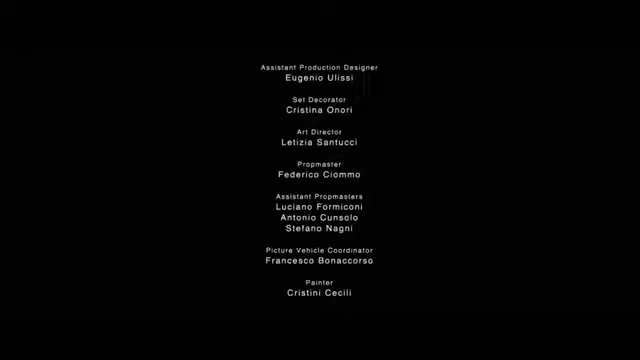 Assistant Production Designer
Eugenio Ulissi
Set Decorator
Cristina Onori
Art Director
Letizia Santucci
Propmaster
Federico Ciommo
Assistant Propmasters
Luciano Formiconi
Antonio Cunsolo
Stefano Nagni
Picture Vehicle Coordinator
Francesco Bonaccorso
Painter
Cristini Cecili